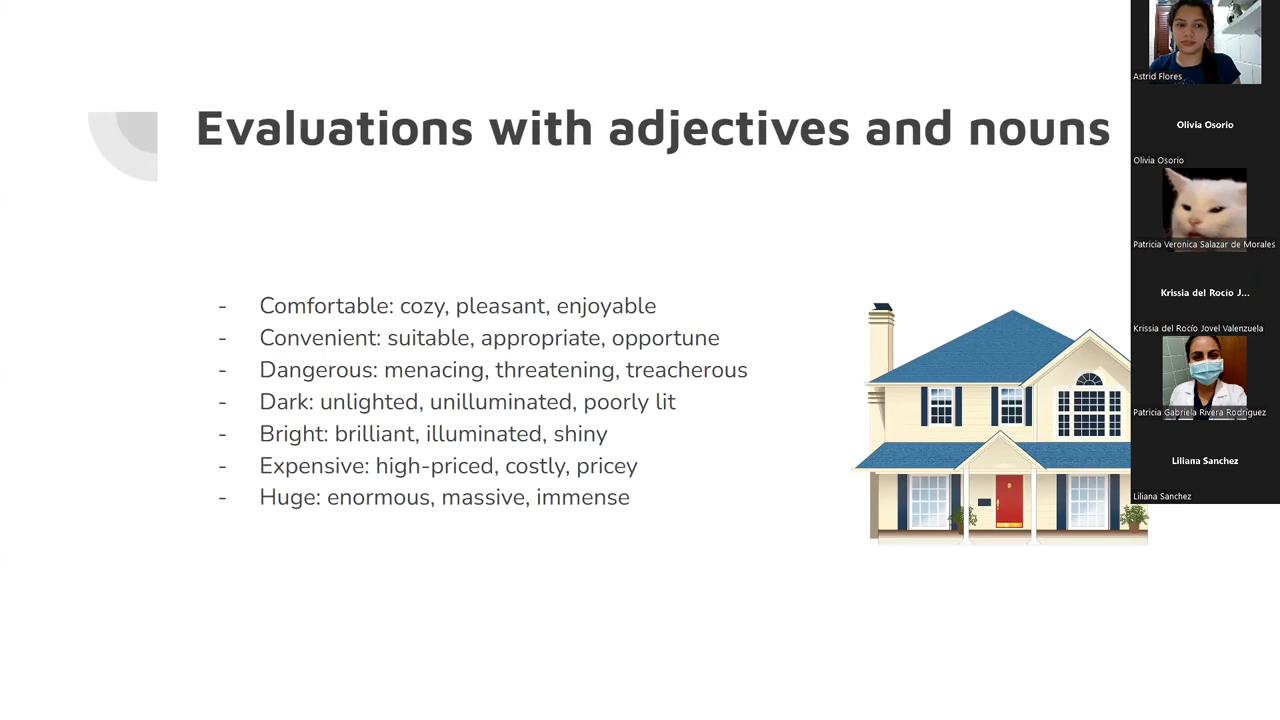 Evaluations with adjectives and nouns
- Comfortable: cozy, pleasant, enjoyable
- Convenient: suitable, appropriate, opportune
- Dangerous: menacing, threatening, treacherous
- Dark: unlighted, unilluminated, poorly lit
- Bright: brilliant, illuminated, shiny
- Expensive: high-priced, costly, pricey
- Huge: enormous, massive, immense
Astrid Flores
Olivia Osorio
Olivia Osorio
Patricia Veronica Salazar de Morales
Krissia del Rocío J...
Krissia del Rocío Jovel Valenzuela
Patricia Gabriela Rivera Rodríguez
Liliana Sanchez
Liliana Sanchez